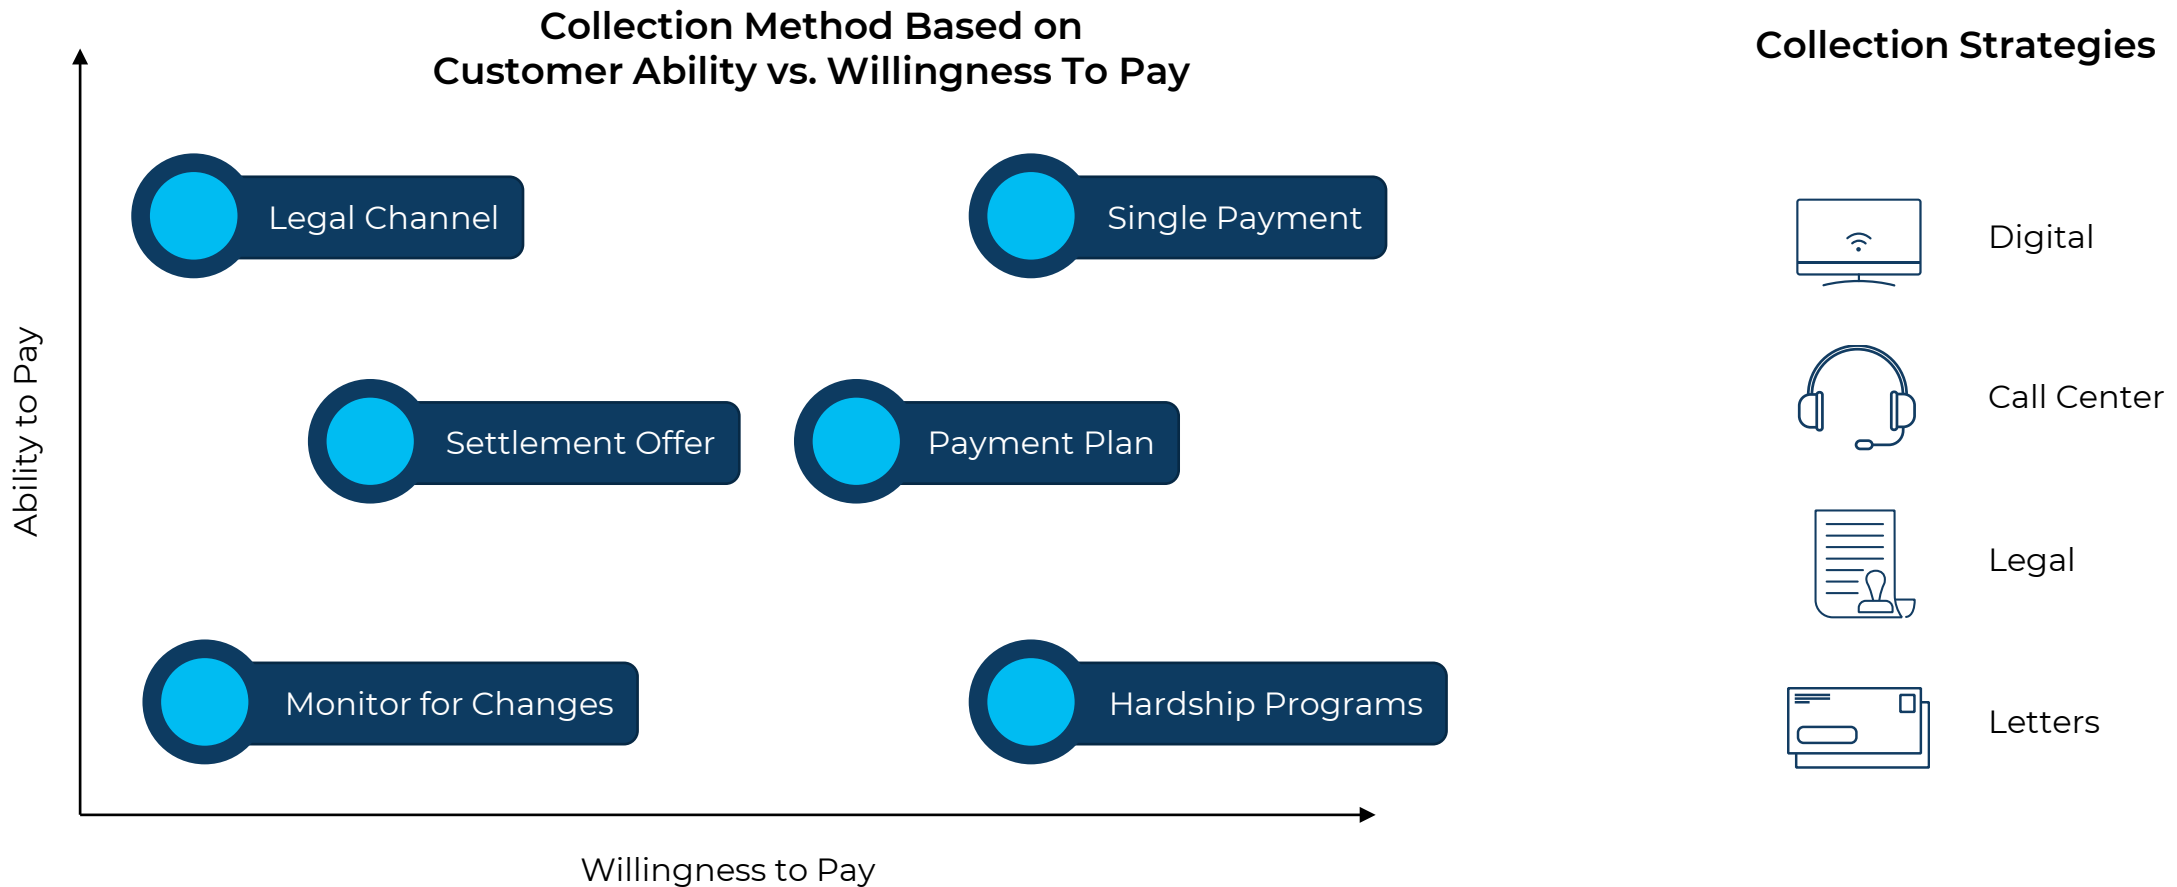 Collection Method Based on
Customer Ability vs. Willingness To Pay
Collection Strategies
Ability to Pay
Legal Channel
Single Payment
Settlement Offer
Payment Plan
Monitor for Changes
Hardship Programs
Willingness to Pay
Digital
Call Center
Legal
Letters